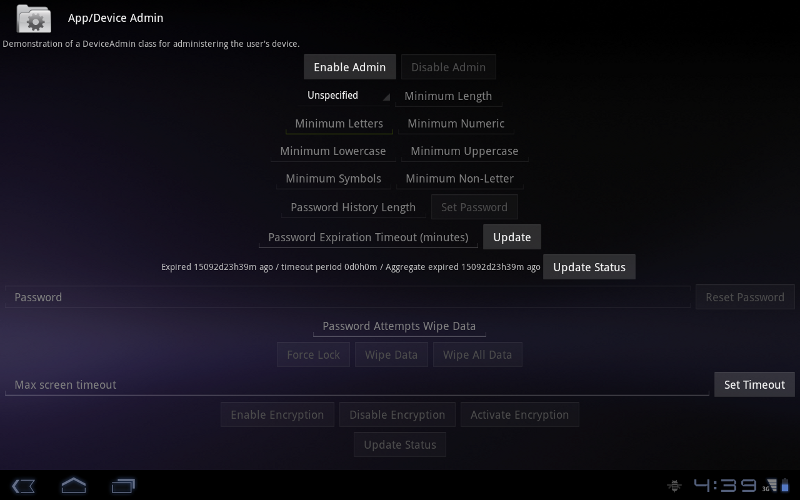 App/Device Admin
Demonstration of a DeviceAdmin class for administering the user's device.
Enable Admin Disable Admin
Unspecified Minimum Length
Minimum Letters Minimum Numeric
Minimum Lowercase Minimum Uppercase
Minimum Symbols Minimum Non-Letter
Password History Length Set Password
Password Expiration Timeout (minutes) Update
Expired 15092d23h39m ago / timeout period 0d0h0m / Aggregate expired 15092d23h39m ago Update Status
Password Reset Password
Password Attempts Wipe Data
Force Lock Wipe Data Wipe All Data
Max screen timeout Set Timeout
Enable Encryption Disable Encryption Activate Encryption
Update Status
4:39 3G